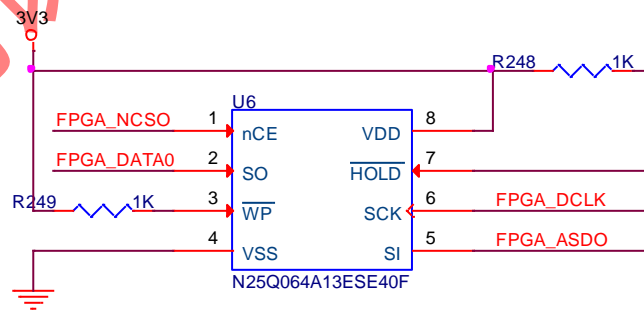 3V3
R248 1K
U6
FPGA_NCSO 1 nCE VDD 8
FPGA_DATA0 2 SO HOLD 7
R249 1K 3 WP SCK 6 FPGA_DCLK
4 VSS SI 5 FPGA_ASDO
N25Q064A13ESE40F